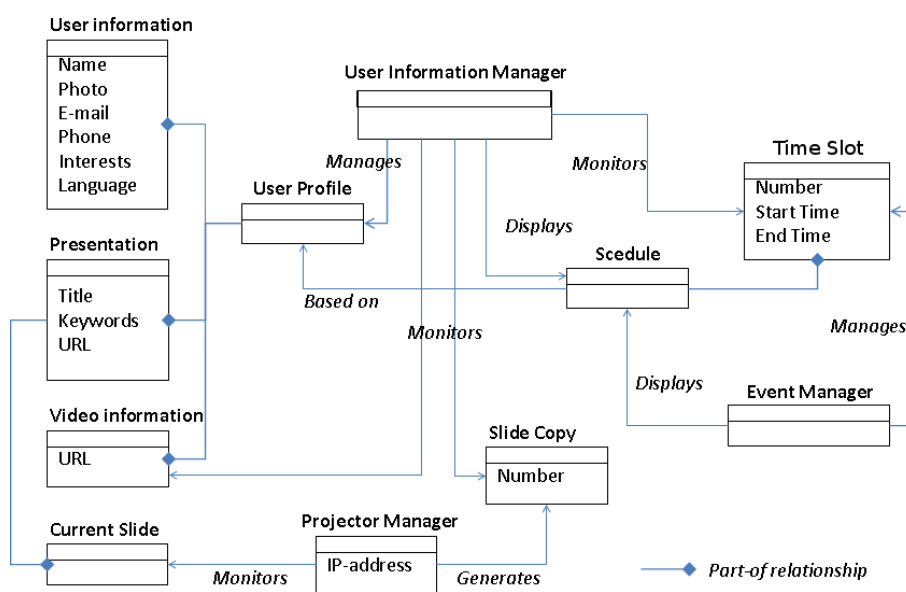 User information
Name
Photo
E-mail
Phone
Interests
Language
User Information Manager
Manages
Monitors
Time Slot
Number
Start Time
End Time
User Profile
Displays
Presentation
Title
Keywords
URL
Scedule
Based on
Monitors
Manages
Displays
Event Manager
Video information
URL
Slide Copy
Number
Current Slide
Projector Manager
IP-address
Monitors
Generates
Part-of relationship